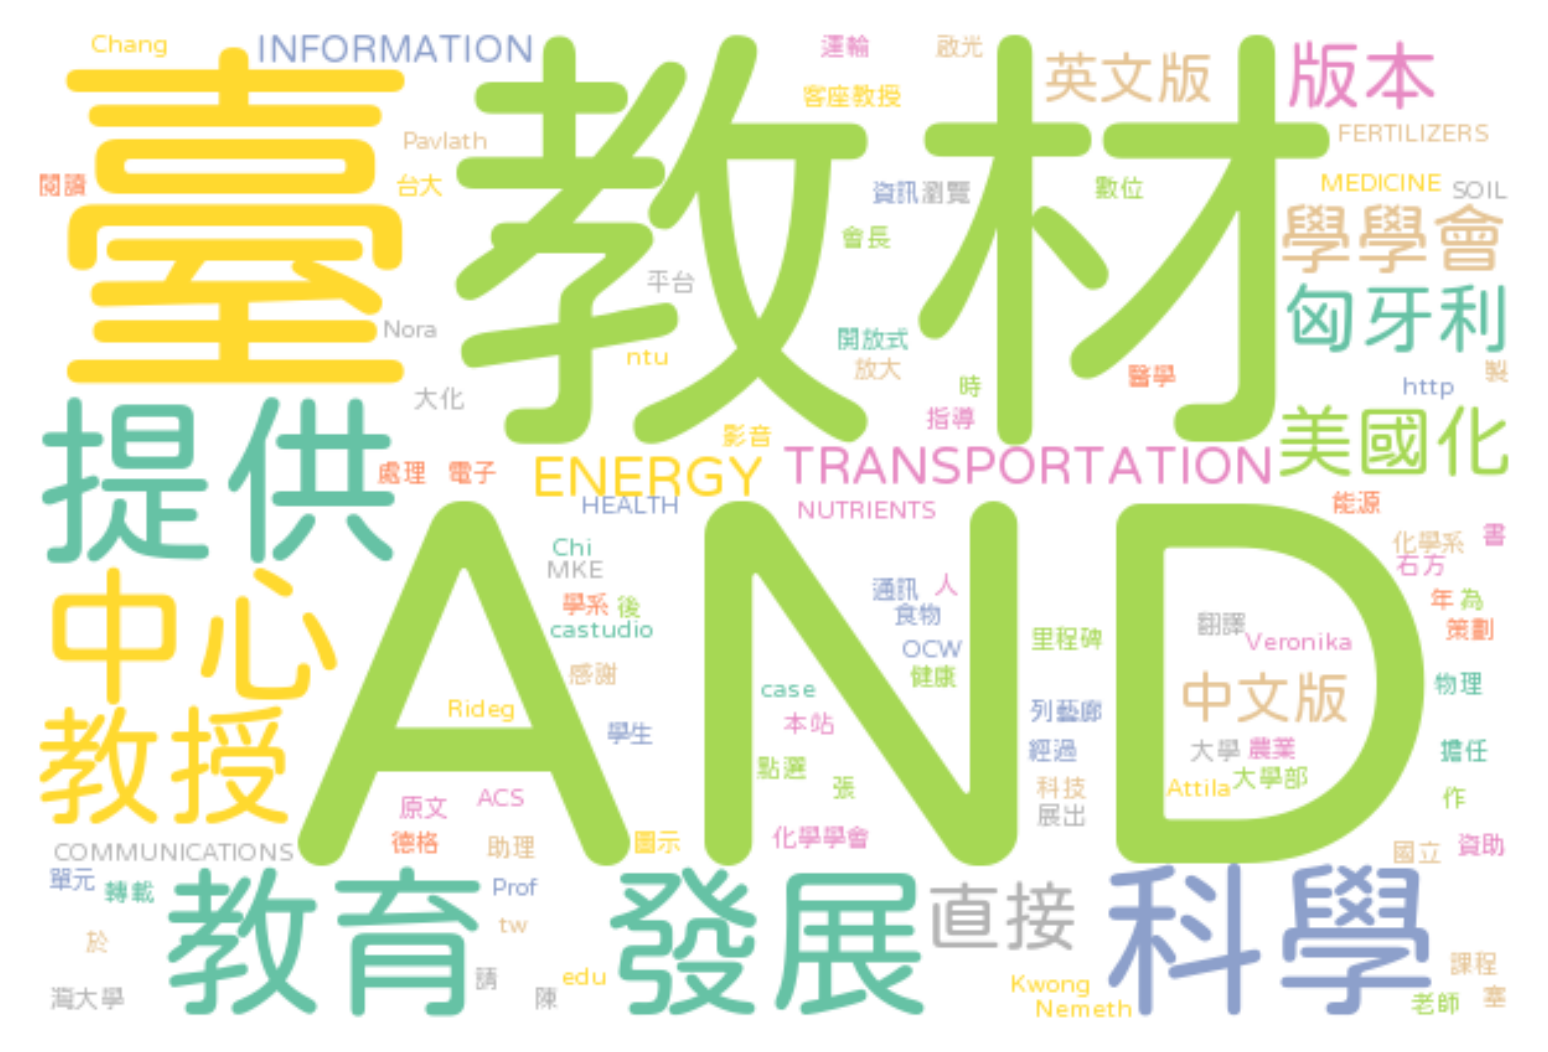 Chang
INFORMATION
運輸
啟光
英文版
版本
臺
教材
客座教授
FERTILIZERS
Pavlath
閱讀
台大
資訊
瀏覽
數位
MEDICINE
SOIL
學學會
會長
平台
匈牙利
Nora
開放式
ntu
放大
醫學
製
http
時
大化
指導
美國化
提供
影音
處理
電子
ENERGY
TRANSPORTATION
HEALTH
NUTRIENTS
能源
AND
化學系
書
Chi
MKE
右方
中心
通訊
人
學系
後
食物
年
為
castudio
OCW
里程碑
翻譯
Veronika
策劃
感謝
健康
中文版
物理
case
Rideg
列藝廊
本站
教授
學生
經過
大學
農業
擔任
點選
大學部
張
科技
Attila
作
原文
ACS
展出
德格
助理
圖示
化學學會
國立
資助
COMMUNICATIONS
單元
轉載
教育
Prof
發展
直接
科學
tw
於
請
edu
課程
海大學
陳
Kwong
Nemeth
老師
塞